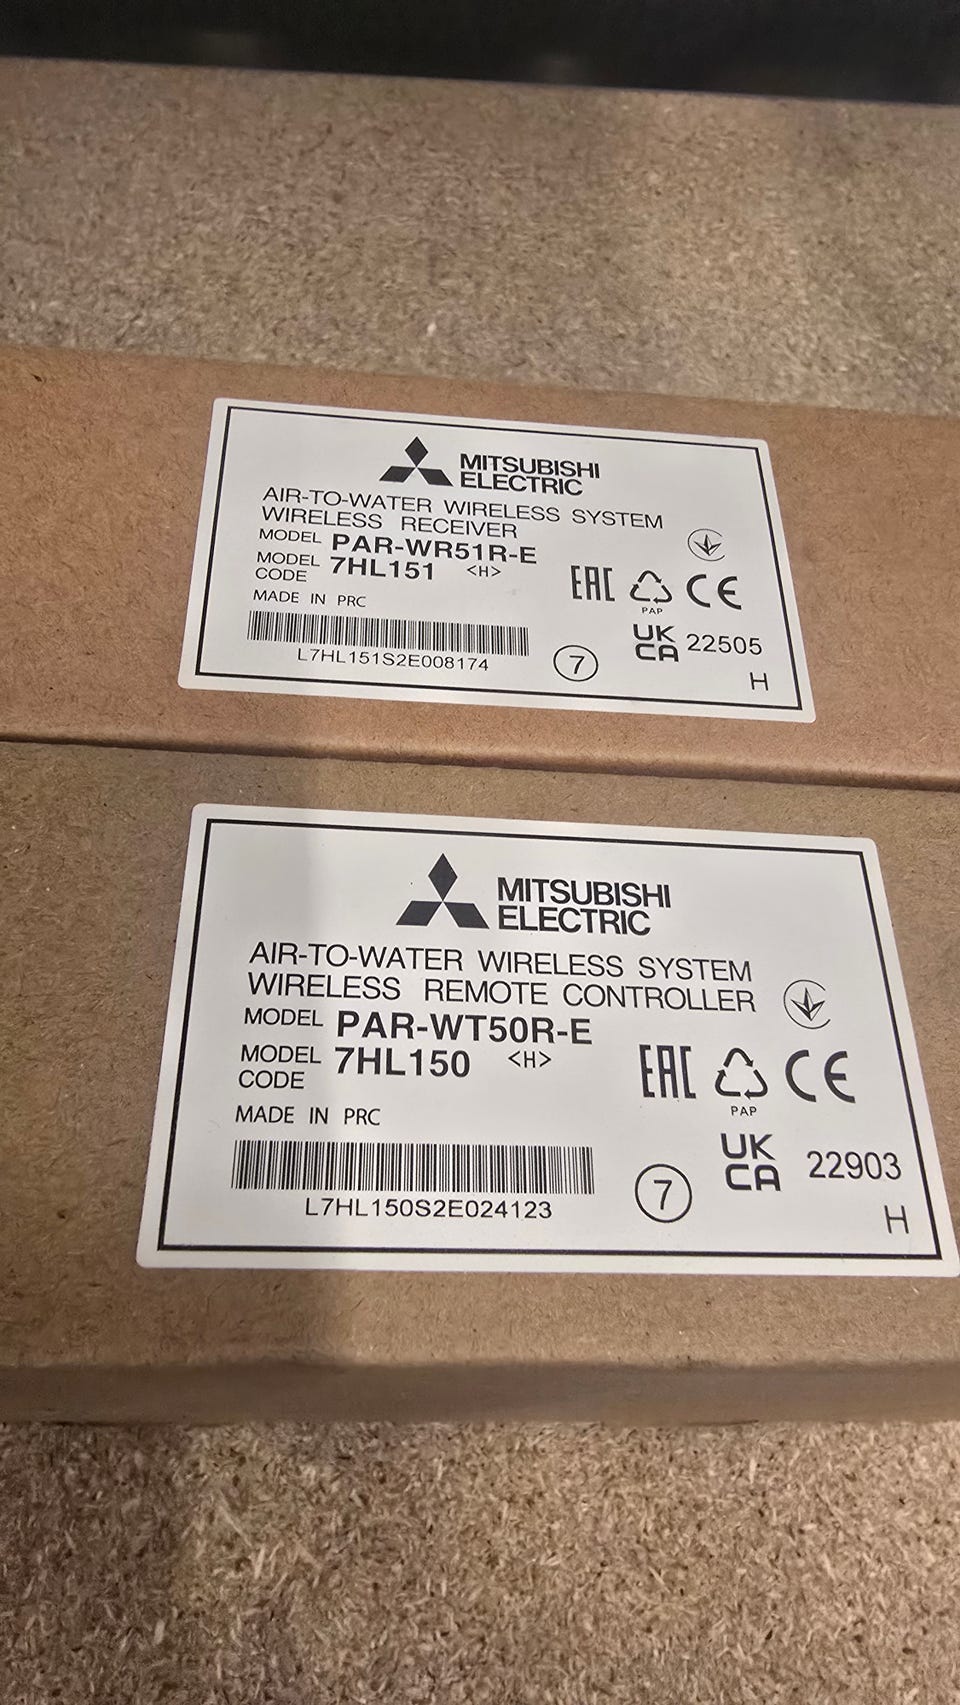 MITSUBISHI
ELECTRIC
AIR-TO-WATER WIRELESS SYSTEM
WIRELESS RECEIVER
MODEL PAR-WR51R-E
MODEL CODE 7HL151 <H>
MADE IN PRC
EAC PAP CE
L7HL151S2E008174
7
UK CA 22505
H
MITSUBISHI
ELECTRIC
AIR-TO-WATER WIRELESS SYSTEM
WIRELESS REMOTE CONTROLLER
MODEL PAR-WT50R-E
MODEL CODE 7HL150 <H>
MADE IN PRC
EAC PAP CE
L7HL150S2E024123
7
UK CA 22903
H